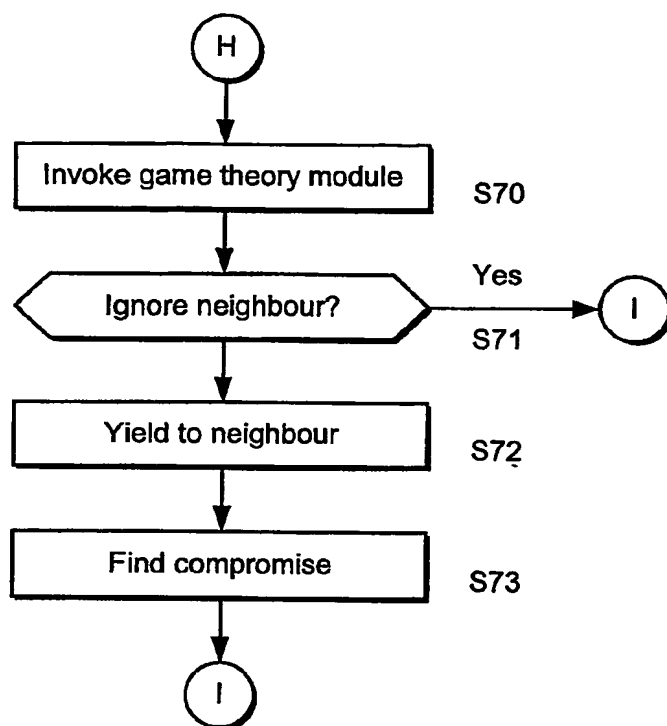 H
Invoke game theory module
S70
Yes
Ignore neighbour?
I
S71
Yield to neighbour
S72
Find compromise
S73
I